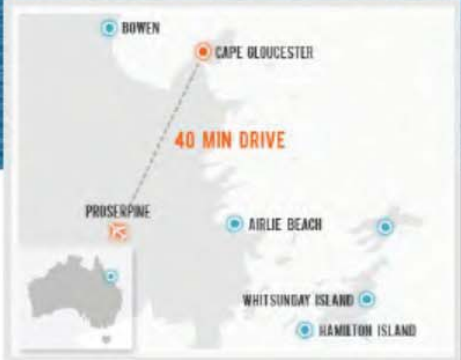 BOWEN
CAPE GLOUCESTER
40 MIN DRIVE
PROSERPINE
AIRLIE BEACH
WHITSUNDAY ISLAND
HAMILTON ISLAND